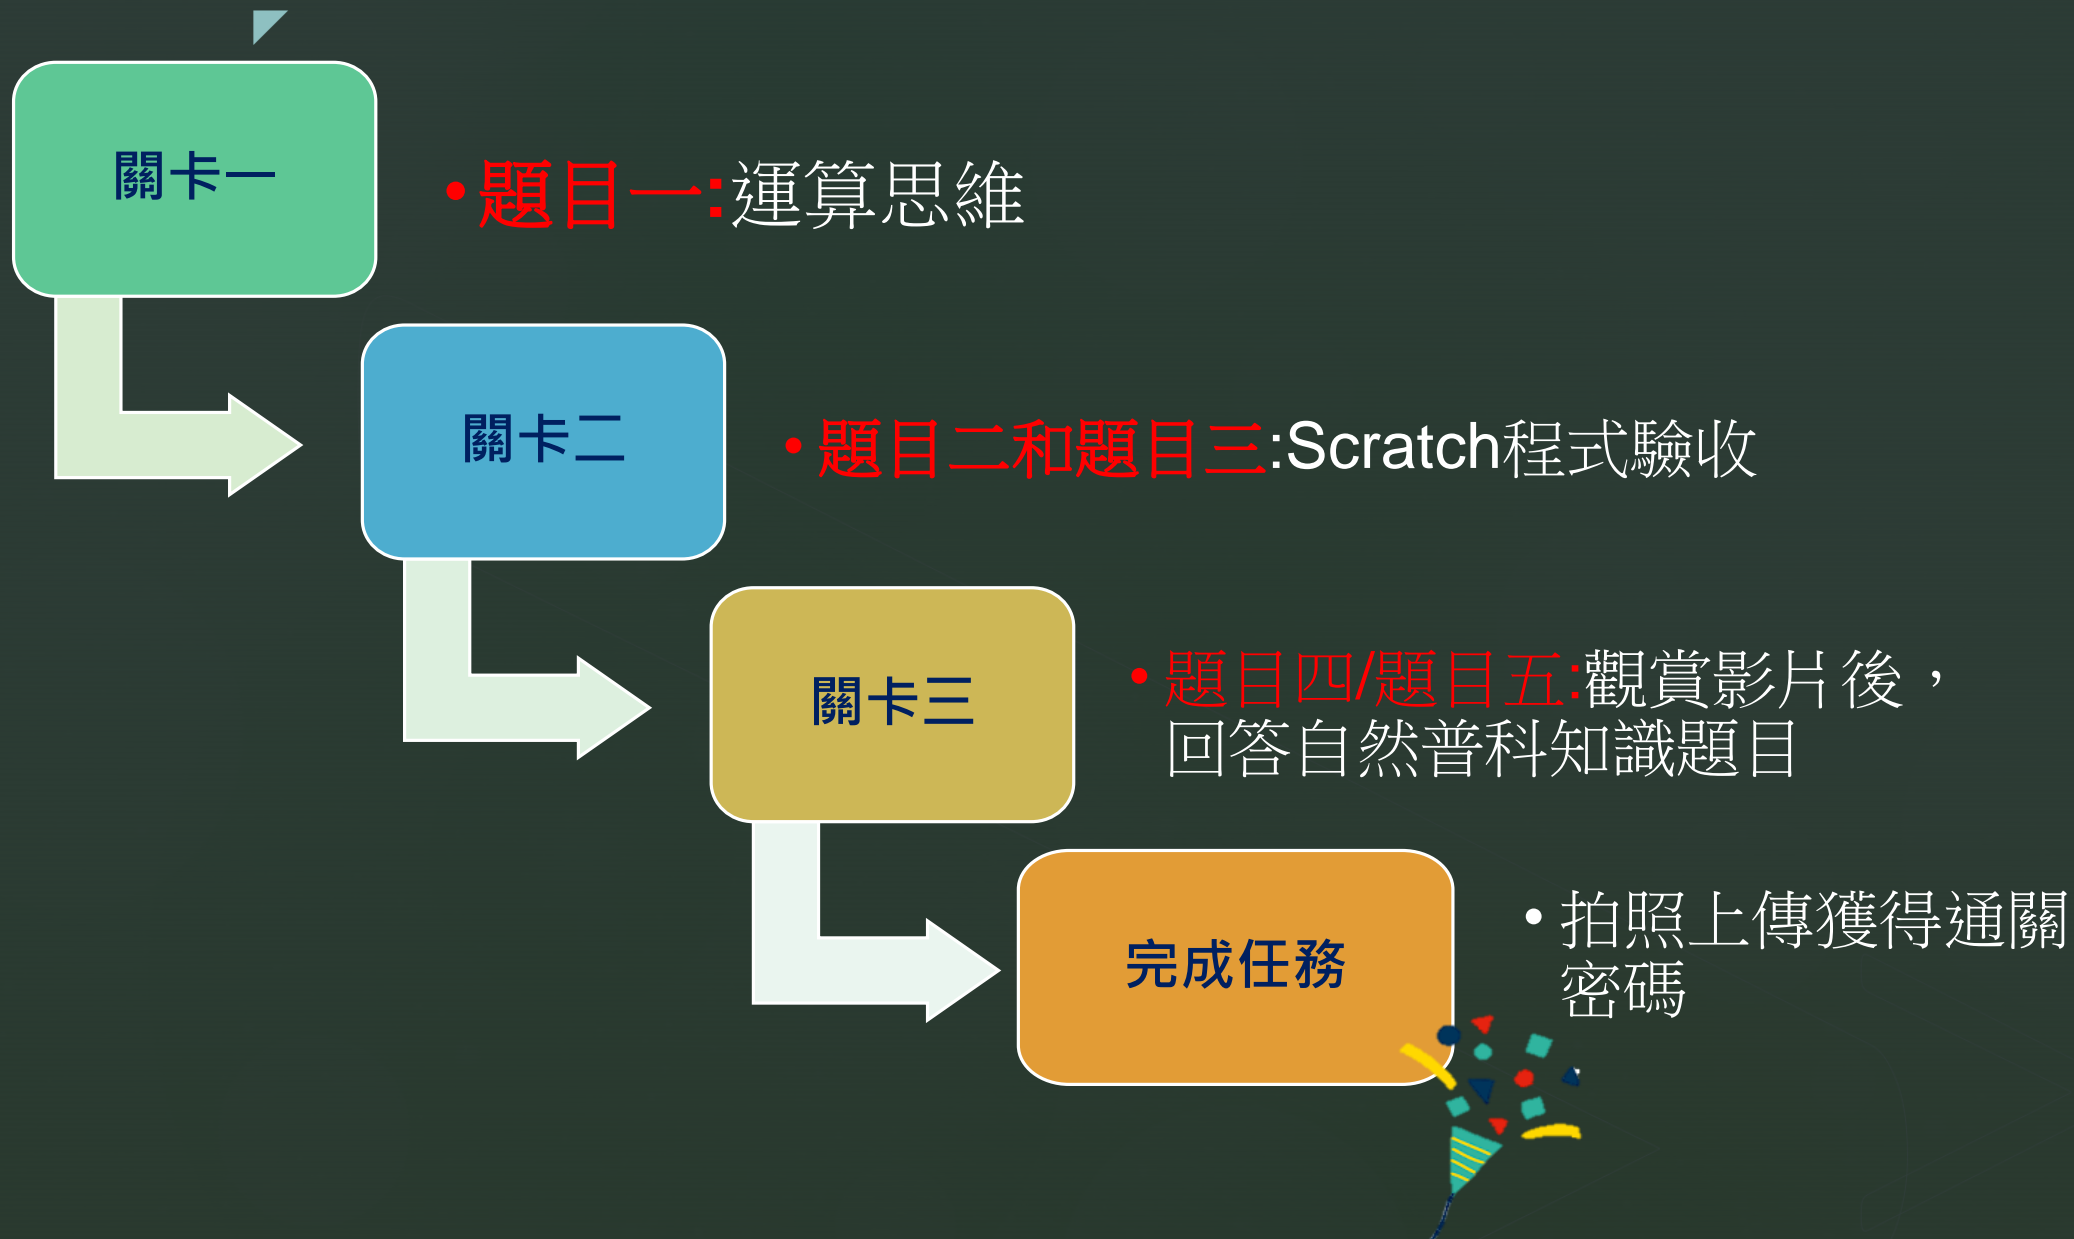 關卡一
•題目一:運算思維
關卡二
•題目二和題目三:Scratch程式驗收
關卡三
•題目四/題目五:觀賞影片後，
回答自然普科知識題目
完成任務
•拍照上傳獲得通關
密碼